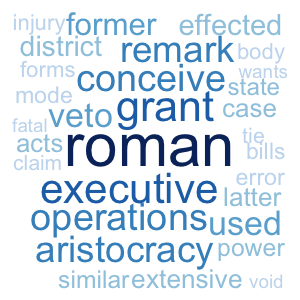 injury former effected
district remark body
forms conceive wants
mode grant state
fatal veto case
acts roman tie
claim bills
executive error
operations latter
used
aristocracy power
similar extensive void